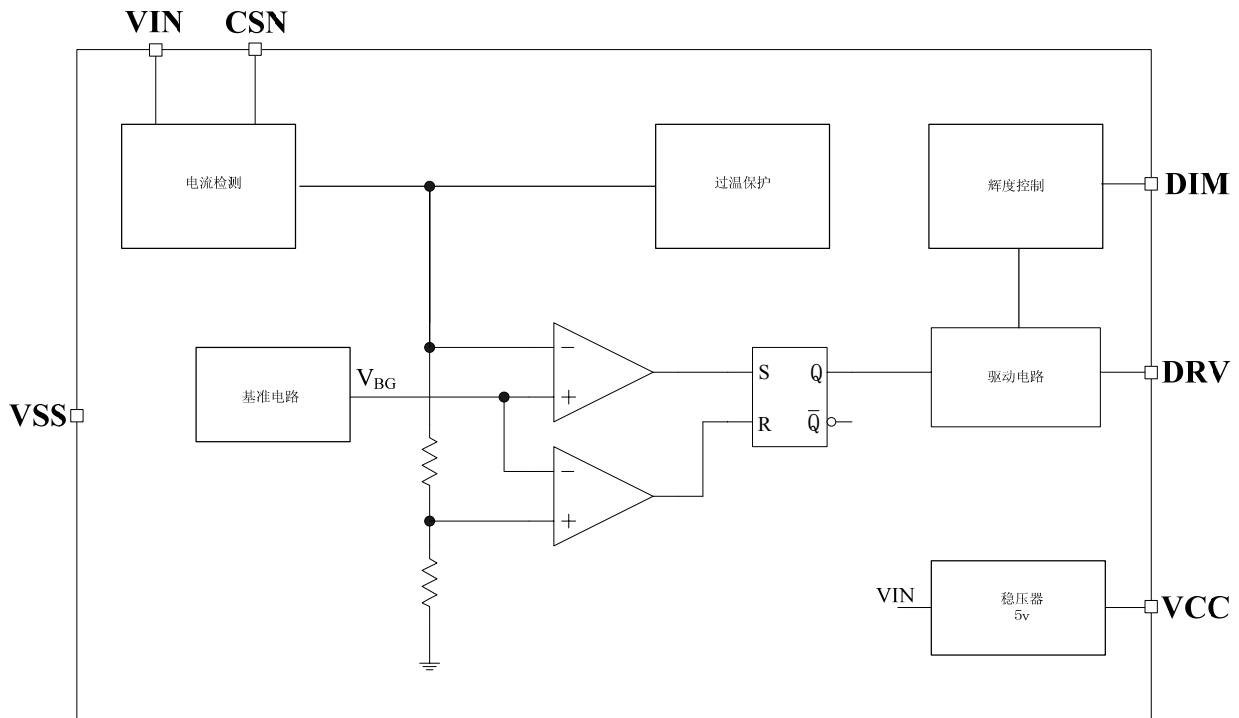 VIN
CSN
电流检测
过温保护
辉度控制
DIM
基准电路
VBG
−
+
S
Q
R
Q̅
驱动电路
DRV
VSS
−
+
VIN
稳压器
5v
VCC